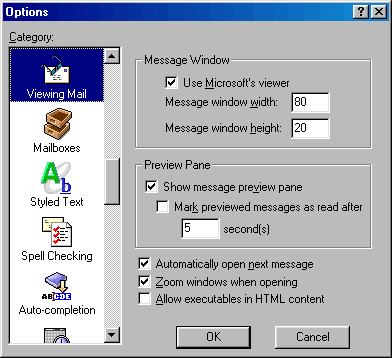 Options
Category:
Viewing Mail
Mailboxes
Styled Text
Spell Checking
ABCDE
Auto-completion
Message Window
Use Microsoft's viewer
Message window width: 80
Message window height: 20
Preview Pane
Show message preview pane
Mark previewed messages as read after
5 second(s)
Automatically open next message
Zoom windows when opening
Allow executables in HTML content
OK Cancel